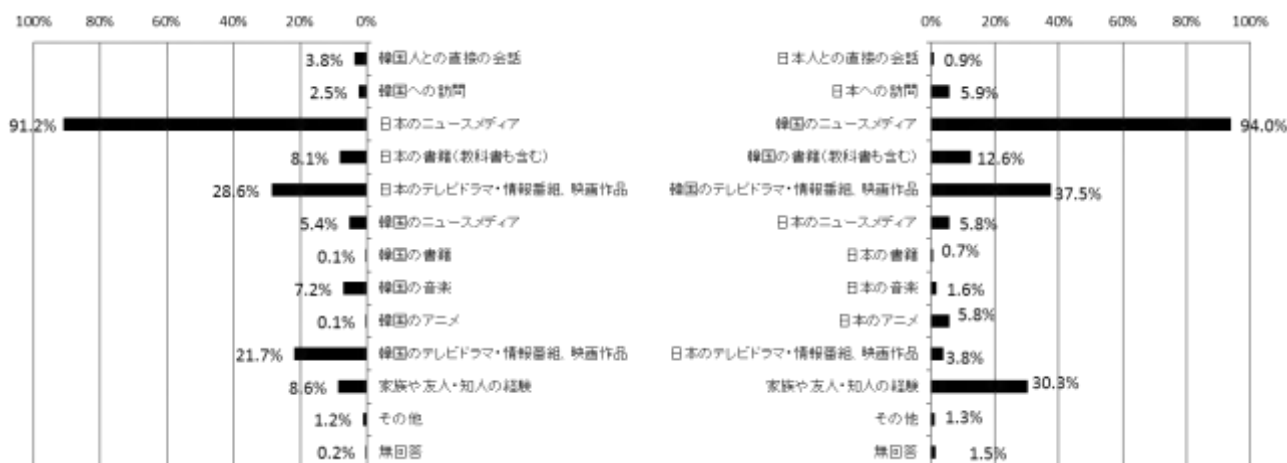 100% 80% 60% 40% 20% 0% 0% 20% 40% 60% 80% 100%
3.8% 韓国人との直接の会話 日本人との直接の会話 0.9%
2.5% 韓国への訪問 日本への訪問 5.9%
91.2% 日本のニュースメディア 韓国のニュースメディア 94.0%
8.1% 日本の書籍(教科書も含む) 韓国の書籍(教科書も含む) 12.6%
28.6% 日本のテレビドラマ・情報番組、映画作品 韓国のテレビドラマ・情報番組、映画作品 37.5%
5.4% 韓国のニュースメディア 日本のニュースメディア 5.8%
0.1% 韓国の書籍 日本の書籍 0.7%
7.2% 韓国の音楽 日本の音楽 1.6%
0.1% 韓国のアニメ 日本のアニメ 5.8%
21.7% 韓国のテレビドラマ・情報番組、映画作品 日本のテレビドラマ・情報番組、映画作品 3.8%
8.6% 家族や友人・知人の経験 家族や友人・知人の経験 30.3%
1.2% その他 その他 1.3%
0.2% 無回答 無回答 1.5%